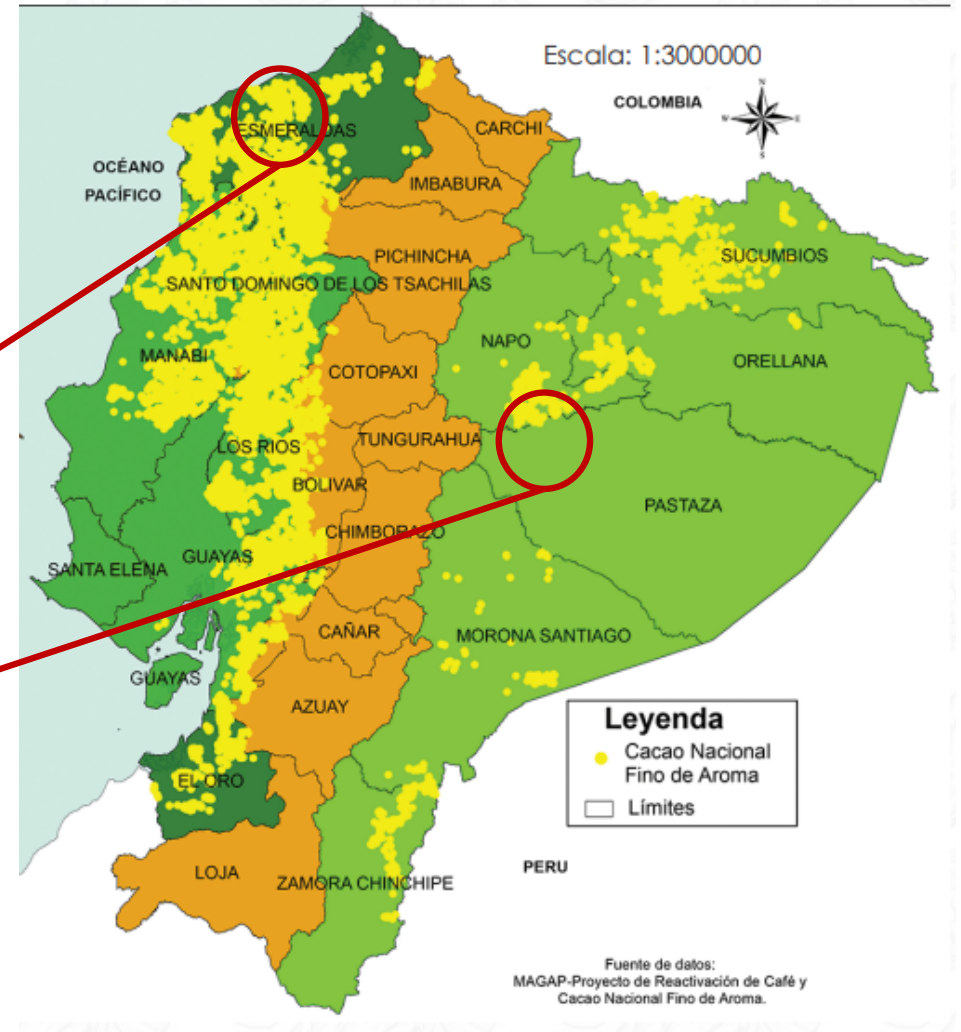 Escala: 1:3000000
COLOMBIA
N
W
E
S
CARCHI
ESMERALDAS
OCÉANO
PACÍFICO
IMBABURA
PICHINCHA
SUCUMBIOS
SANTO DOMINGO DE LOS TSACHILAS
NAPO
MANABI
ORELLANA
COTOPAXI
TUNGURAHUA
LOS RIOS
BOLIVAR
PASTAZA
CHIMBORAZO
GUAYAS
SANTA ELENA
CAÑAR
MORONA SANTIAGO
GUAYAS
AZUAY
Leyenda
Cacao Nacional
Fino de Aroma
Límites
EL ORO
PERU
LOJA
ZAMORA CHINCHIPE
Fuente de datos:
MAGAP-Proyecto de Reactivación de Café y
Cacao Nacional Fino de Aroma.